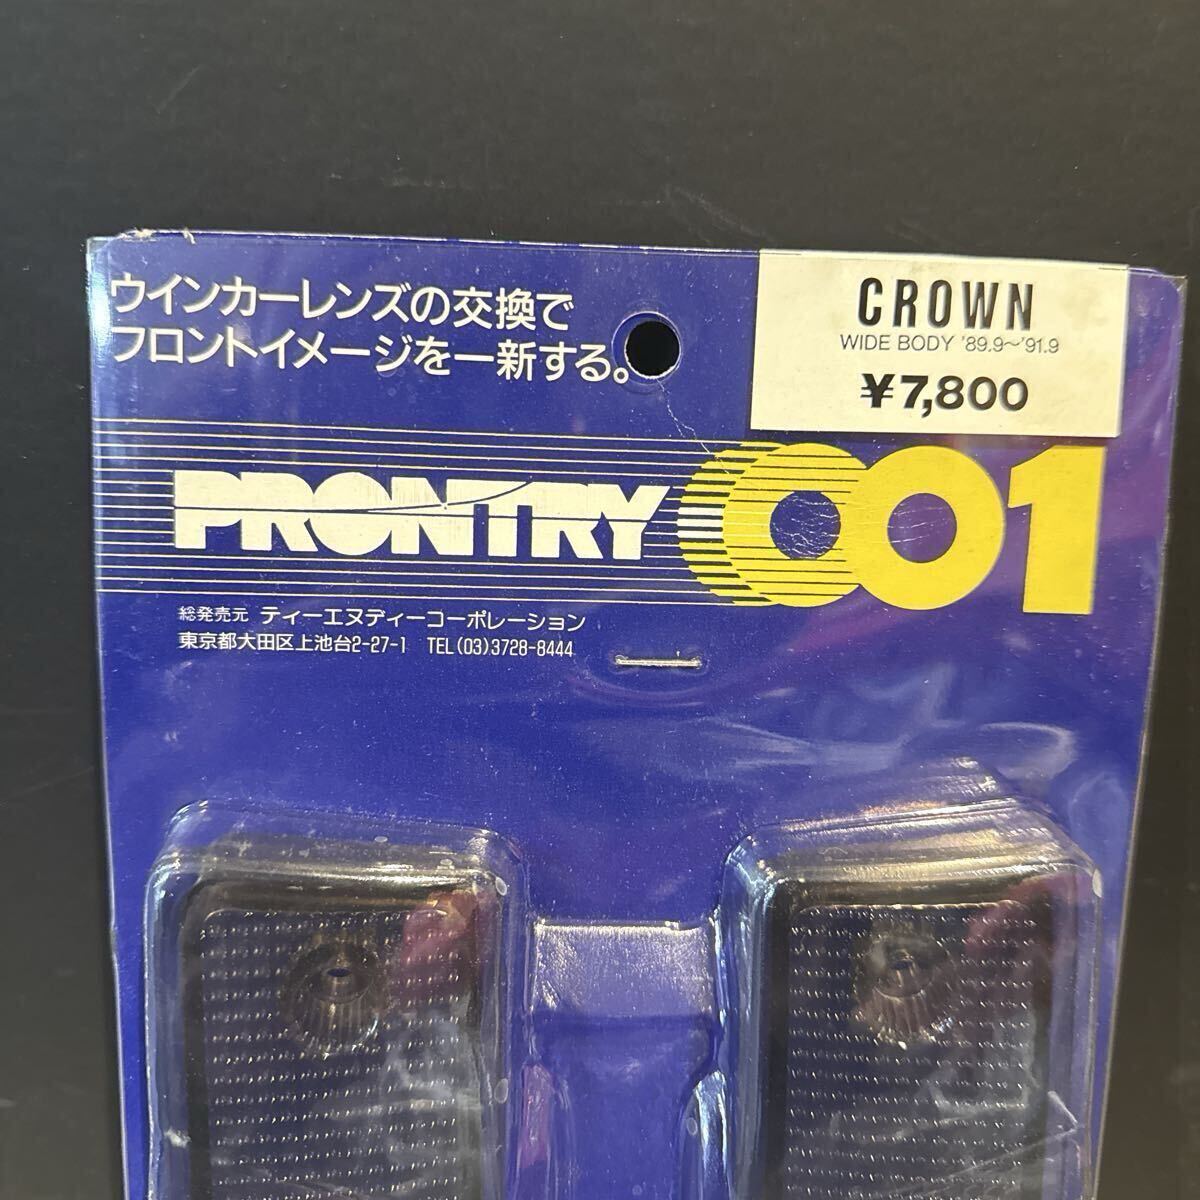 ウインカーレンズの交換で
フロントイメージを一新する。
CROWN
WIDE BODY '89.9〜'91.9
¥7,800
PRONTRY 001
総発売元 ティーエヌディーコーポレーション
東京都大田区上池台2-27-1 TEL(03)3728-8444